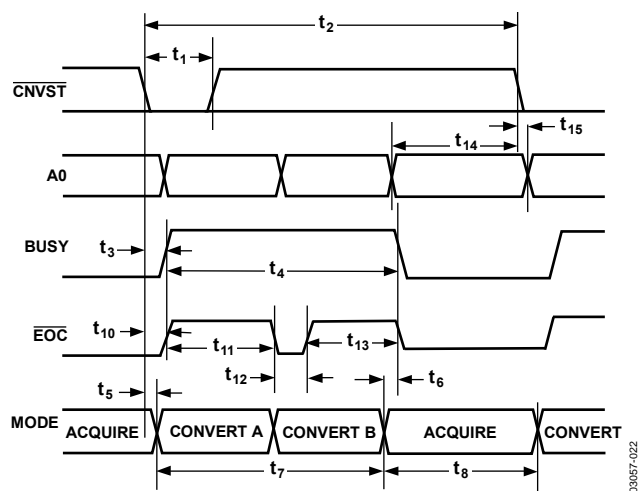 t2
t1
CNVST
t14
t15
A0
BUSY
t3
t4
EOC
t10
t11
t13
t12
t5
t6
MODE
ACQUIRE
CONVERT A
CONVERT B
ACQUIRE
CONVERT
t7
t8
03057-022